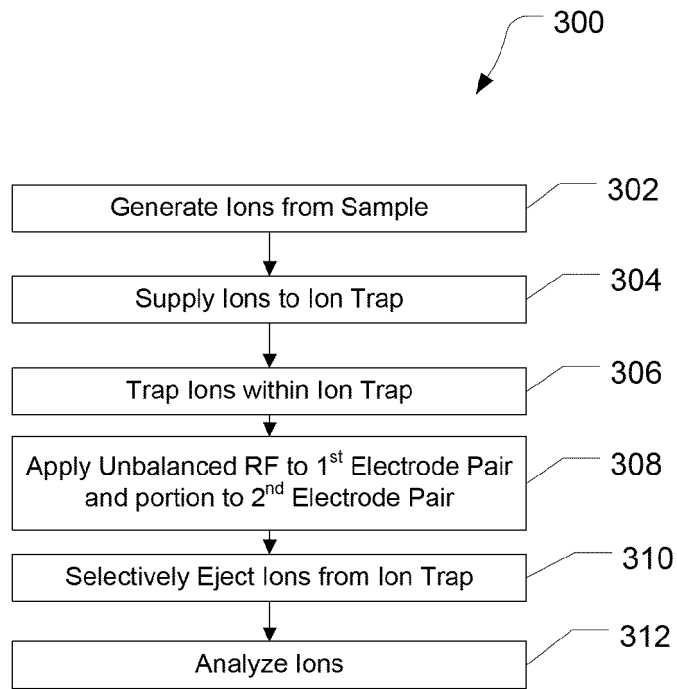 300
Generate Ions from Sample
302
Supply Ions to Ion Trap
304
Trap Ions within Ion Trap
306
Apply Unbalanced RF to 1st Electrode Pair
and portion to 2nd Electrode Pair
308
Selectively Eject Ions from Ion Trap
310
Analyze Ions
312